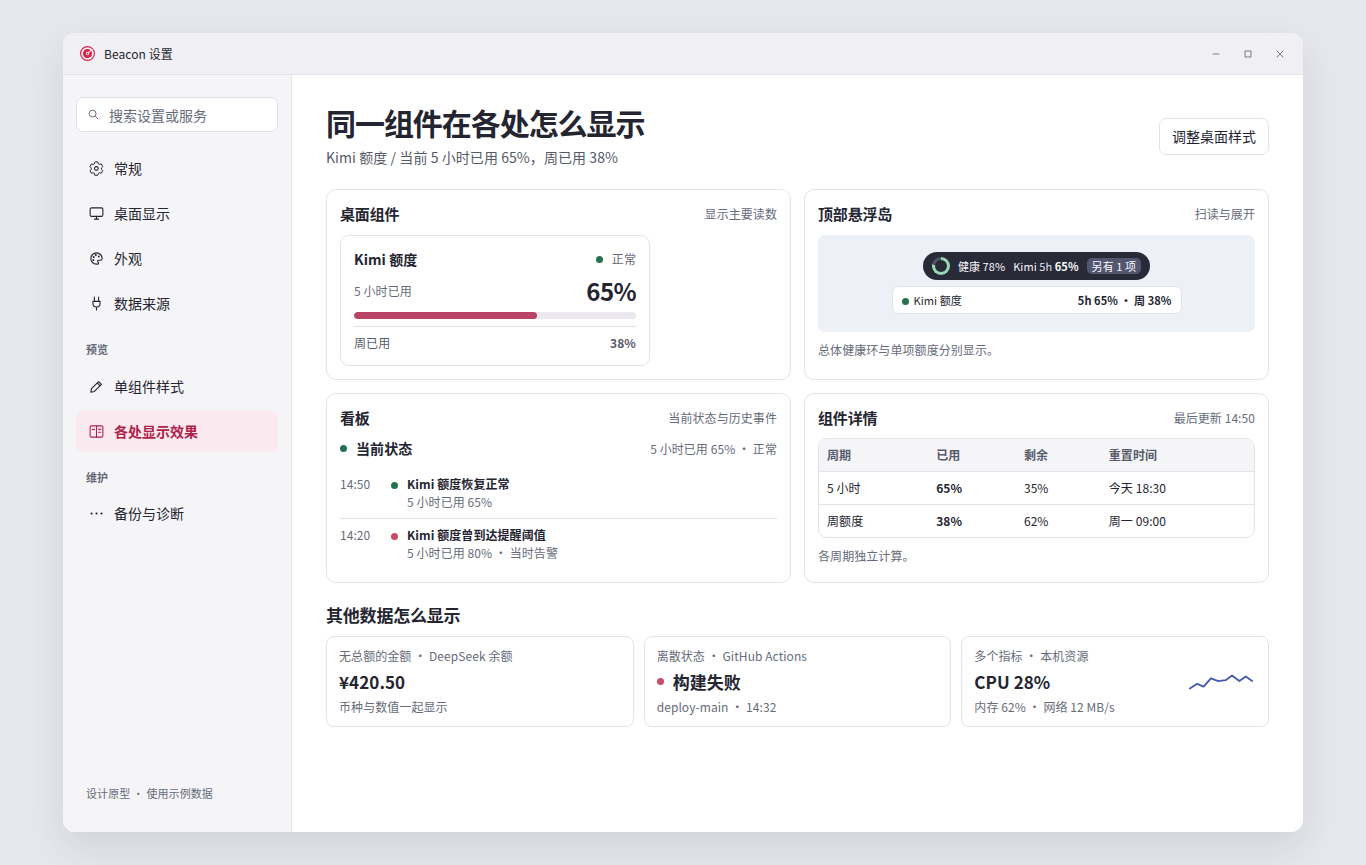 Beacon 设置
搜索设置或服务
常规
桌面显示
外观
数据来源
预览
单组件样式
各处显示效果
维护
备份与诊断
设计原型 · 使用示例数据
同一组件在各处怎么显示
Kimi 额度 / 当前 5 小时已用 65%，周已用 38%
调整桌面样式
桌面组件 显示主要读数
Kimi 额度 正常
5 小时已用 65%
周已用 38%
顶部悬浮岛 扫读与展开
健康 78% Kimi 5h 65% 另有 1 项
Kimi 额度 5h 65% · 周 38%
总体健康环与单项额度分别显示。
看板 当前状态与历史事件
当前状态 5 小时已用 65% · 正常
14:50 Kimi 额度恢复正常
5 小时已用 65%
14:20 Kimi 额度曾到达提醒阈值
5 小时已用 80% · 当时告警
组件详情 最后更新 14:50
周期 已用 剩余 重置时间
5 小时 65% 35% 今天 18:30
周额度 38% 62% 周一 09:00
各周期独立计算。
其他数据怎么显示
无总额的金额 · DeepSeek 余额
¥420.50
币种与数值一起显示
离散状态 · GitHub Actions
构建失败
deploy-main · 14:32
多个指标 · 本机资源
CPU 28%
内存 62% · 网络 12 MB/s